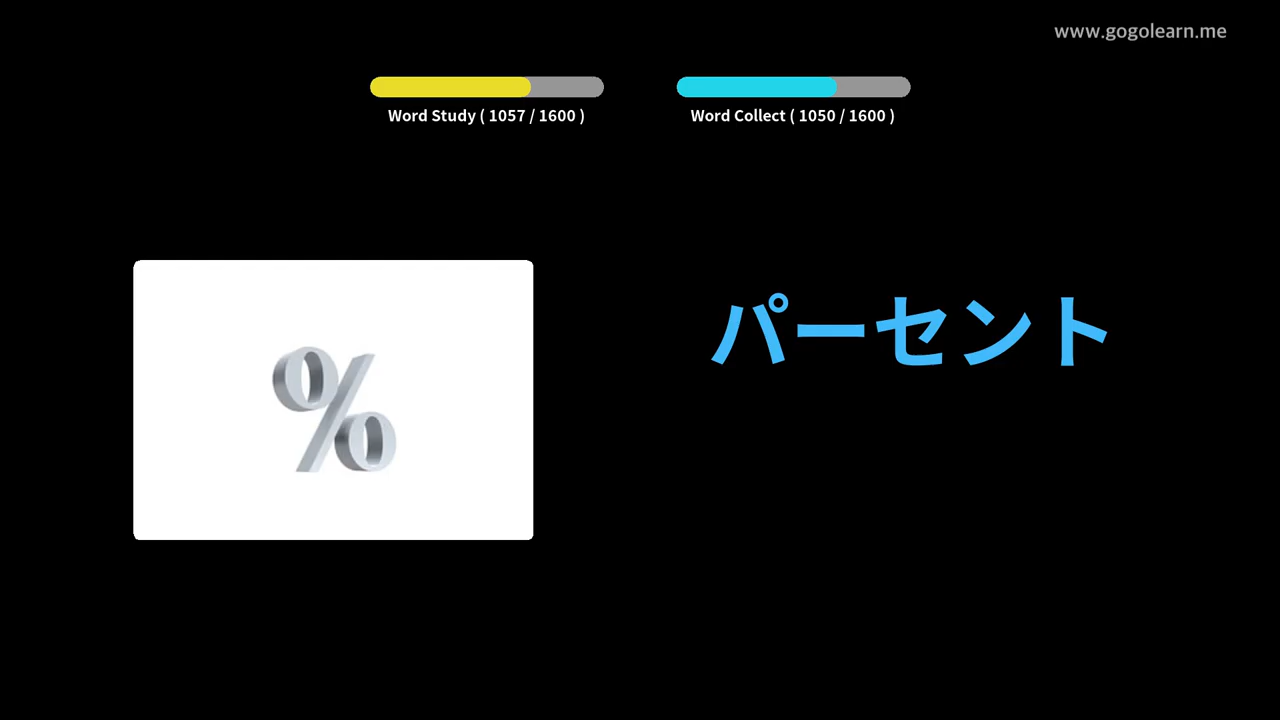 www.gogolearn.me
Word Study ( 1057 / 1600 )
Word Collect ( 1050 / 1600 )
パーセント
%